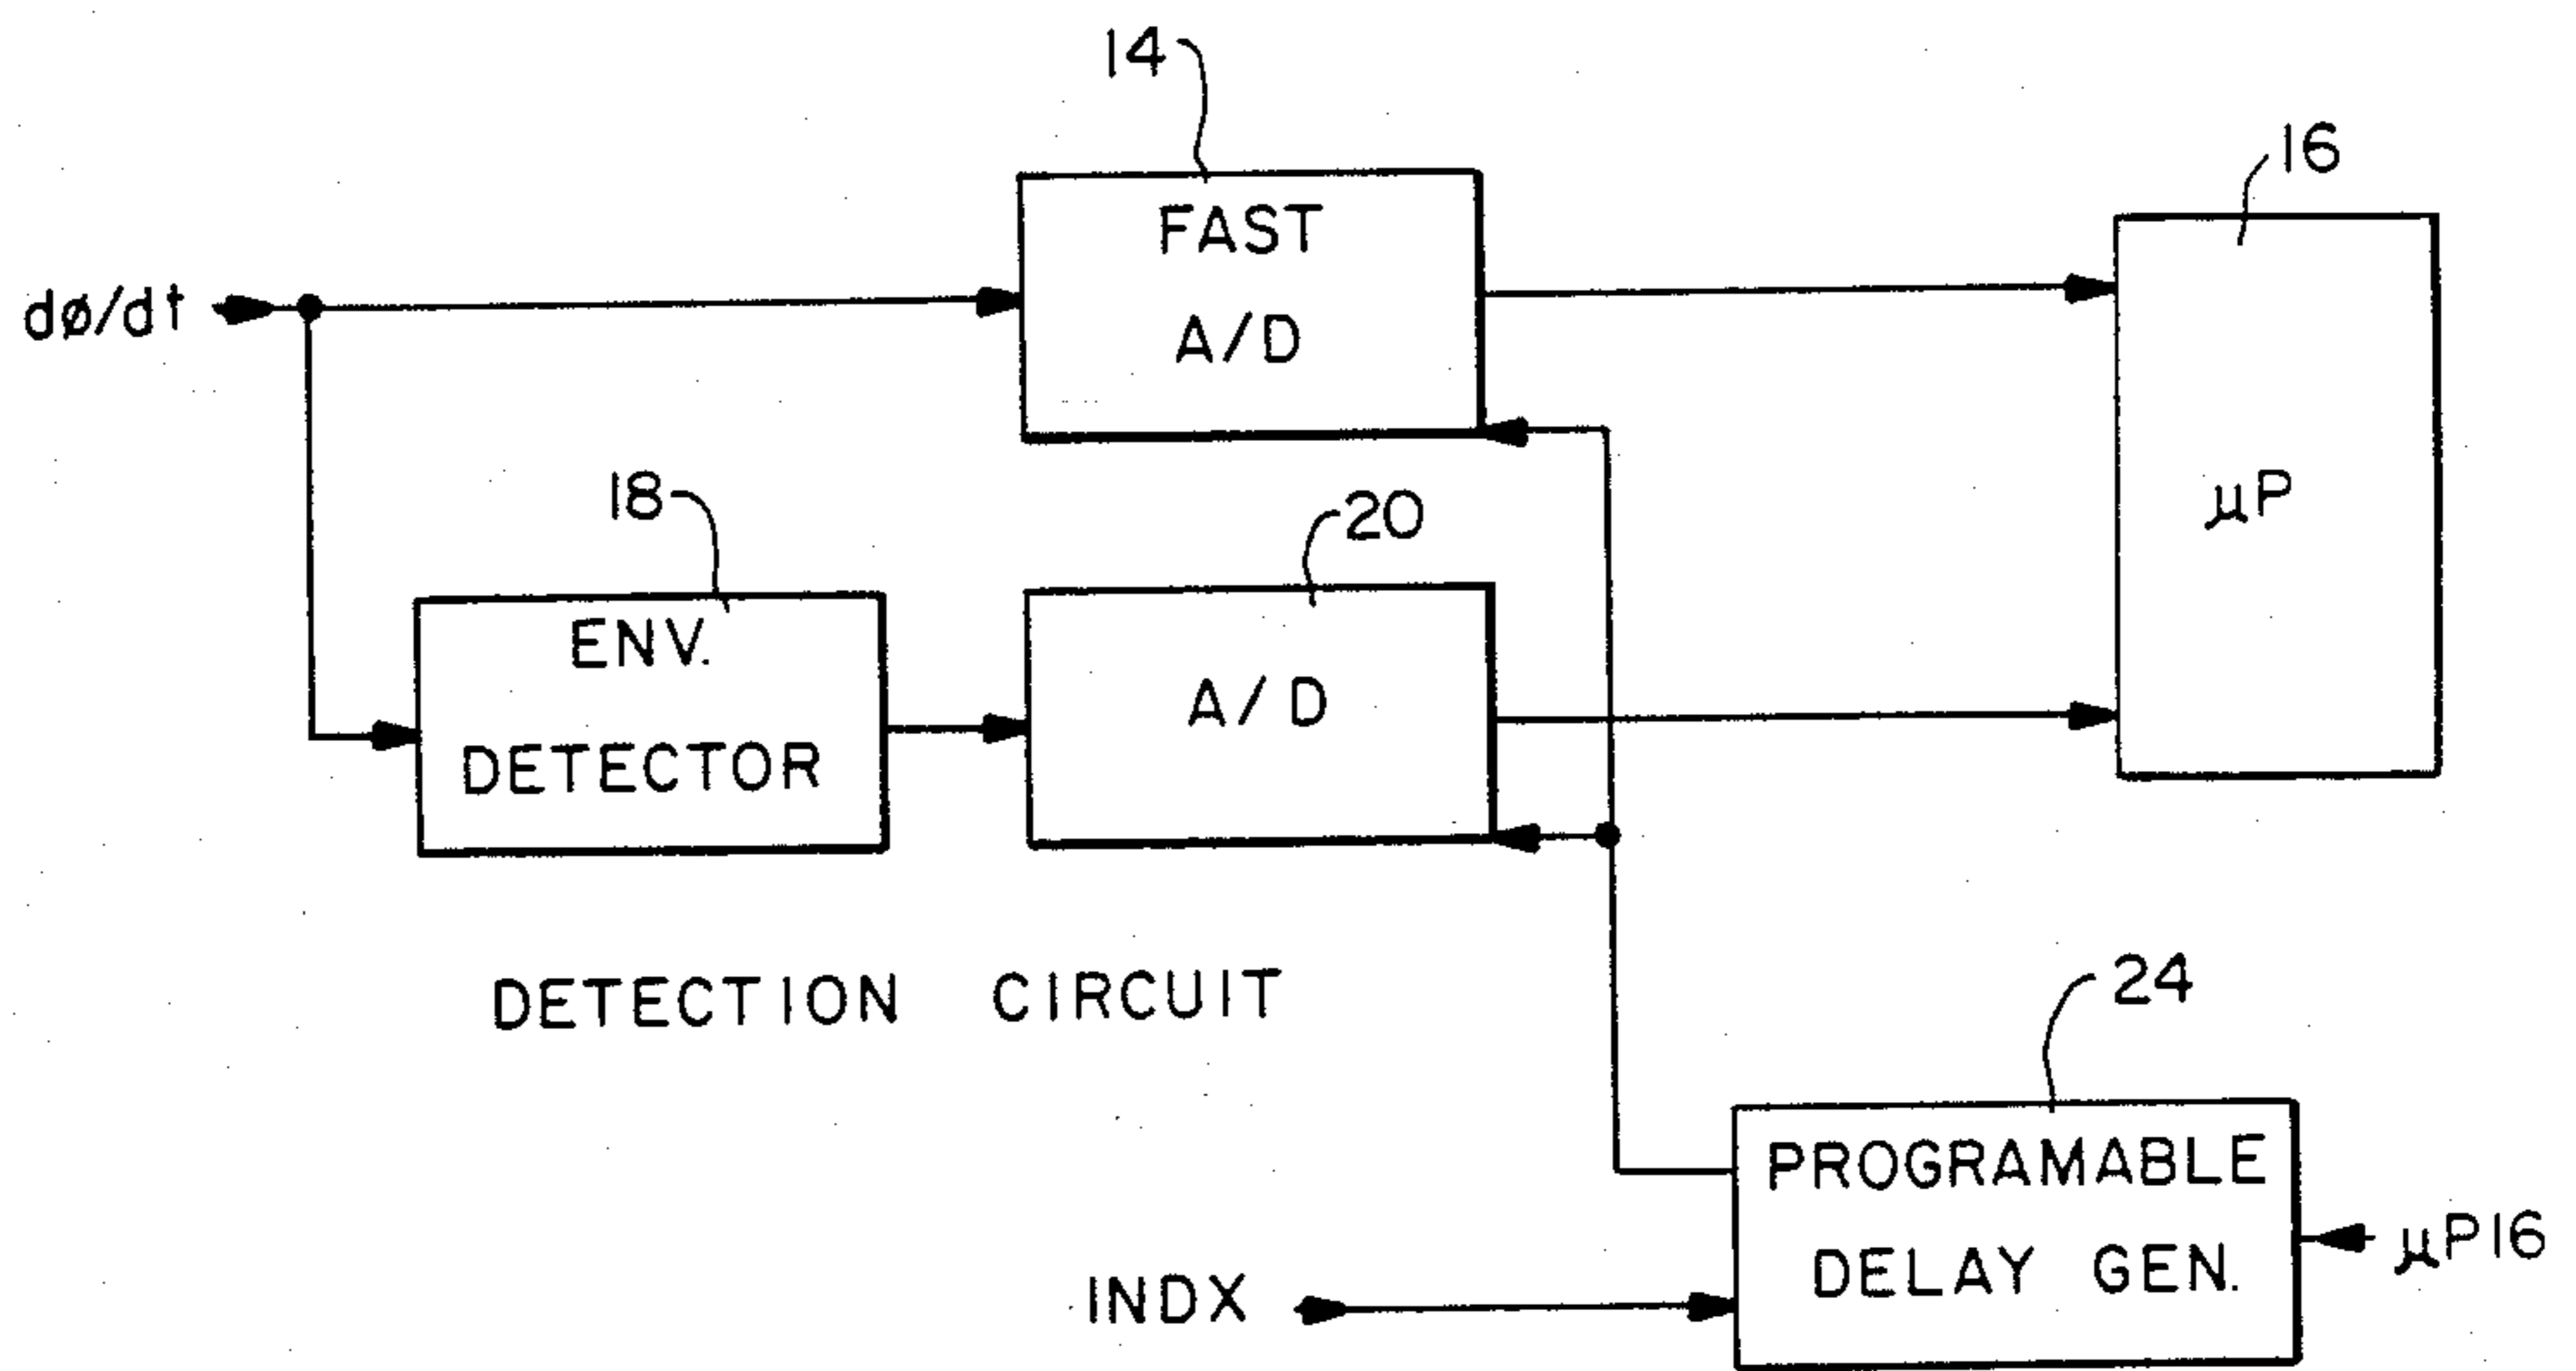 14
FAST
A/D
16
µP
dø/dt
18
ENV.
DETECTOR
20
A/D
DETECTION CIRCUIT
24
PROGRAMABLE
DELAY GEN.
µP16
INDX